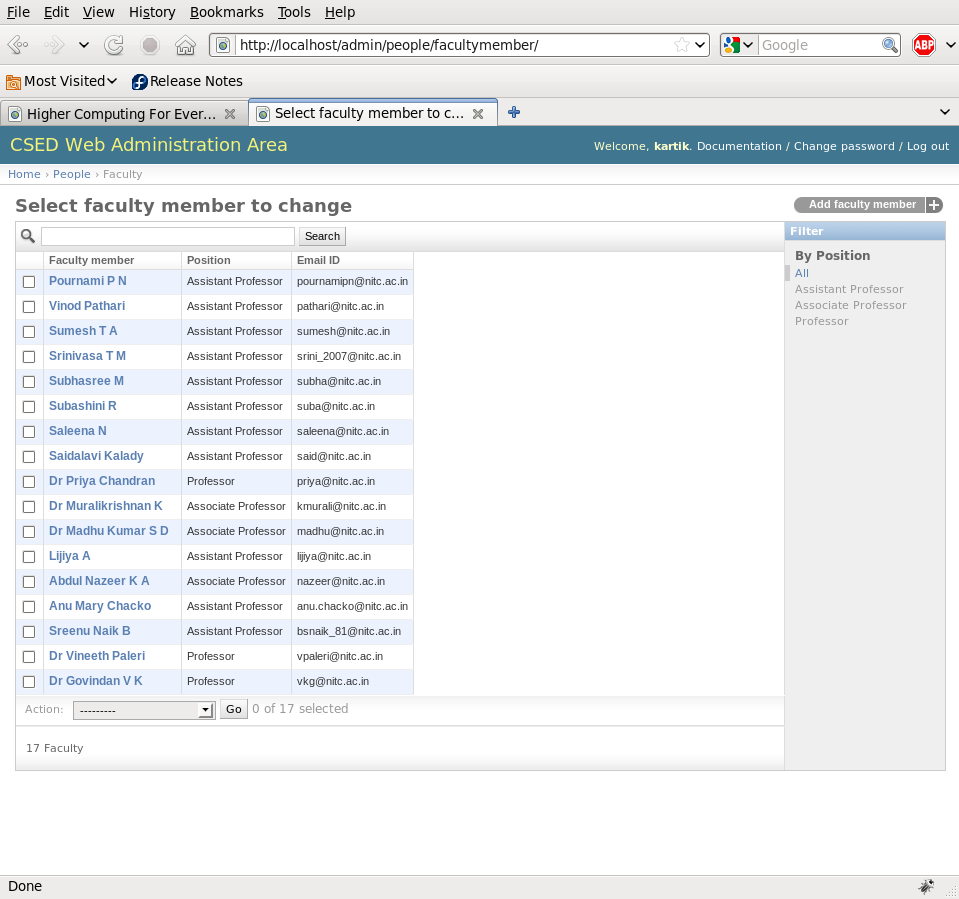 File Edit View History Bookmarks Tools Help
http://localhost/admin/people/facultymember/ Google ABP
Most Visited Release Notes
Higher Computing For Ever... Select faculty member to c...
CSED Web Administration Area Welcome, kartik. Documentation / Change password / Log out
Home › People › Faculty
Select faculty member to change Add faculty member
Search Filter
Faculty member Position Email ID By Position
Pournami P N Assistant Professor pournamipn@nitc.ac.in All
Assistant Professor
Vinod Pathari Assistant Professor pathari@nitc.ac.in Associate Professor
Professor
Sumesh T A Assistant Professor sumesh@nitc.ac.in
Srinivasa T M Assistant Professor srini_2007@nitc.ac.in
Subhasree M Assistant Professor subha@nitc.ac.in
Subashini R Assistant Professor suba@nitc.ac.in
Saleena N Assistant Professor saleena@nitc.ac.in
Saidalavi Kalady Assistant Professor said@nitc.ac.in
Dr Priya Chandran Professor priya@nitc.ac.in
Dr Muralikrishnan K Associate Professor kmurali@nitc.ac.in
Dr Madhu Kumar S D Associate Professor madhu@nitc.ac.in
Lijiya A Assistant Professor lijiya@nitc.ac.in
Abdul Nazeer K A Associate Professor nazeer@nitc.ac.in
Anu Mary Chacko Assistant Professor anu.chacko@nitc.ac.in
Sreenu Naik B Assistant Professor bsnaik_81@nitc.ac.in
Dr Vineeth Paleri Professor vpaleri@nitc.ac.in
Dr Govindan V K Professor vkg@nitc.ac.in
Action: --------- Go 0 of 17 selected
17 Faculty
Done